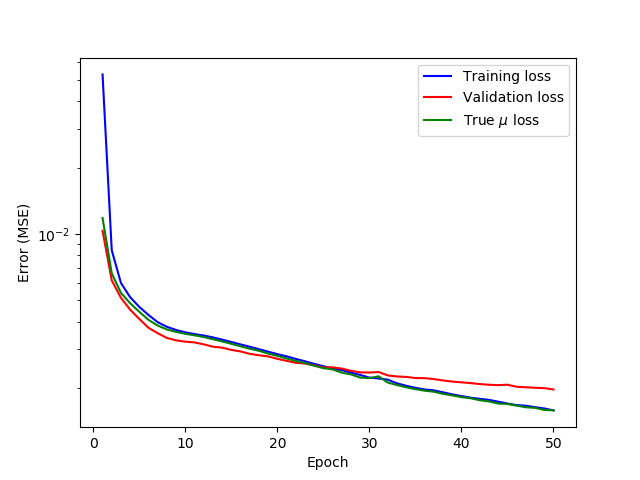 Training loss
Validation loss
True μ loss
Error (MSE)
10⁻²
0 10 20 30 40 50
Epoch